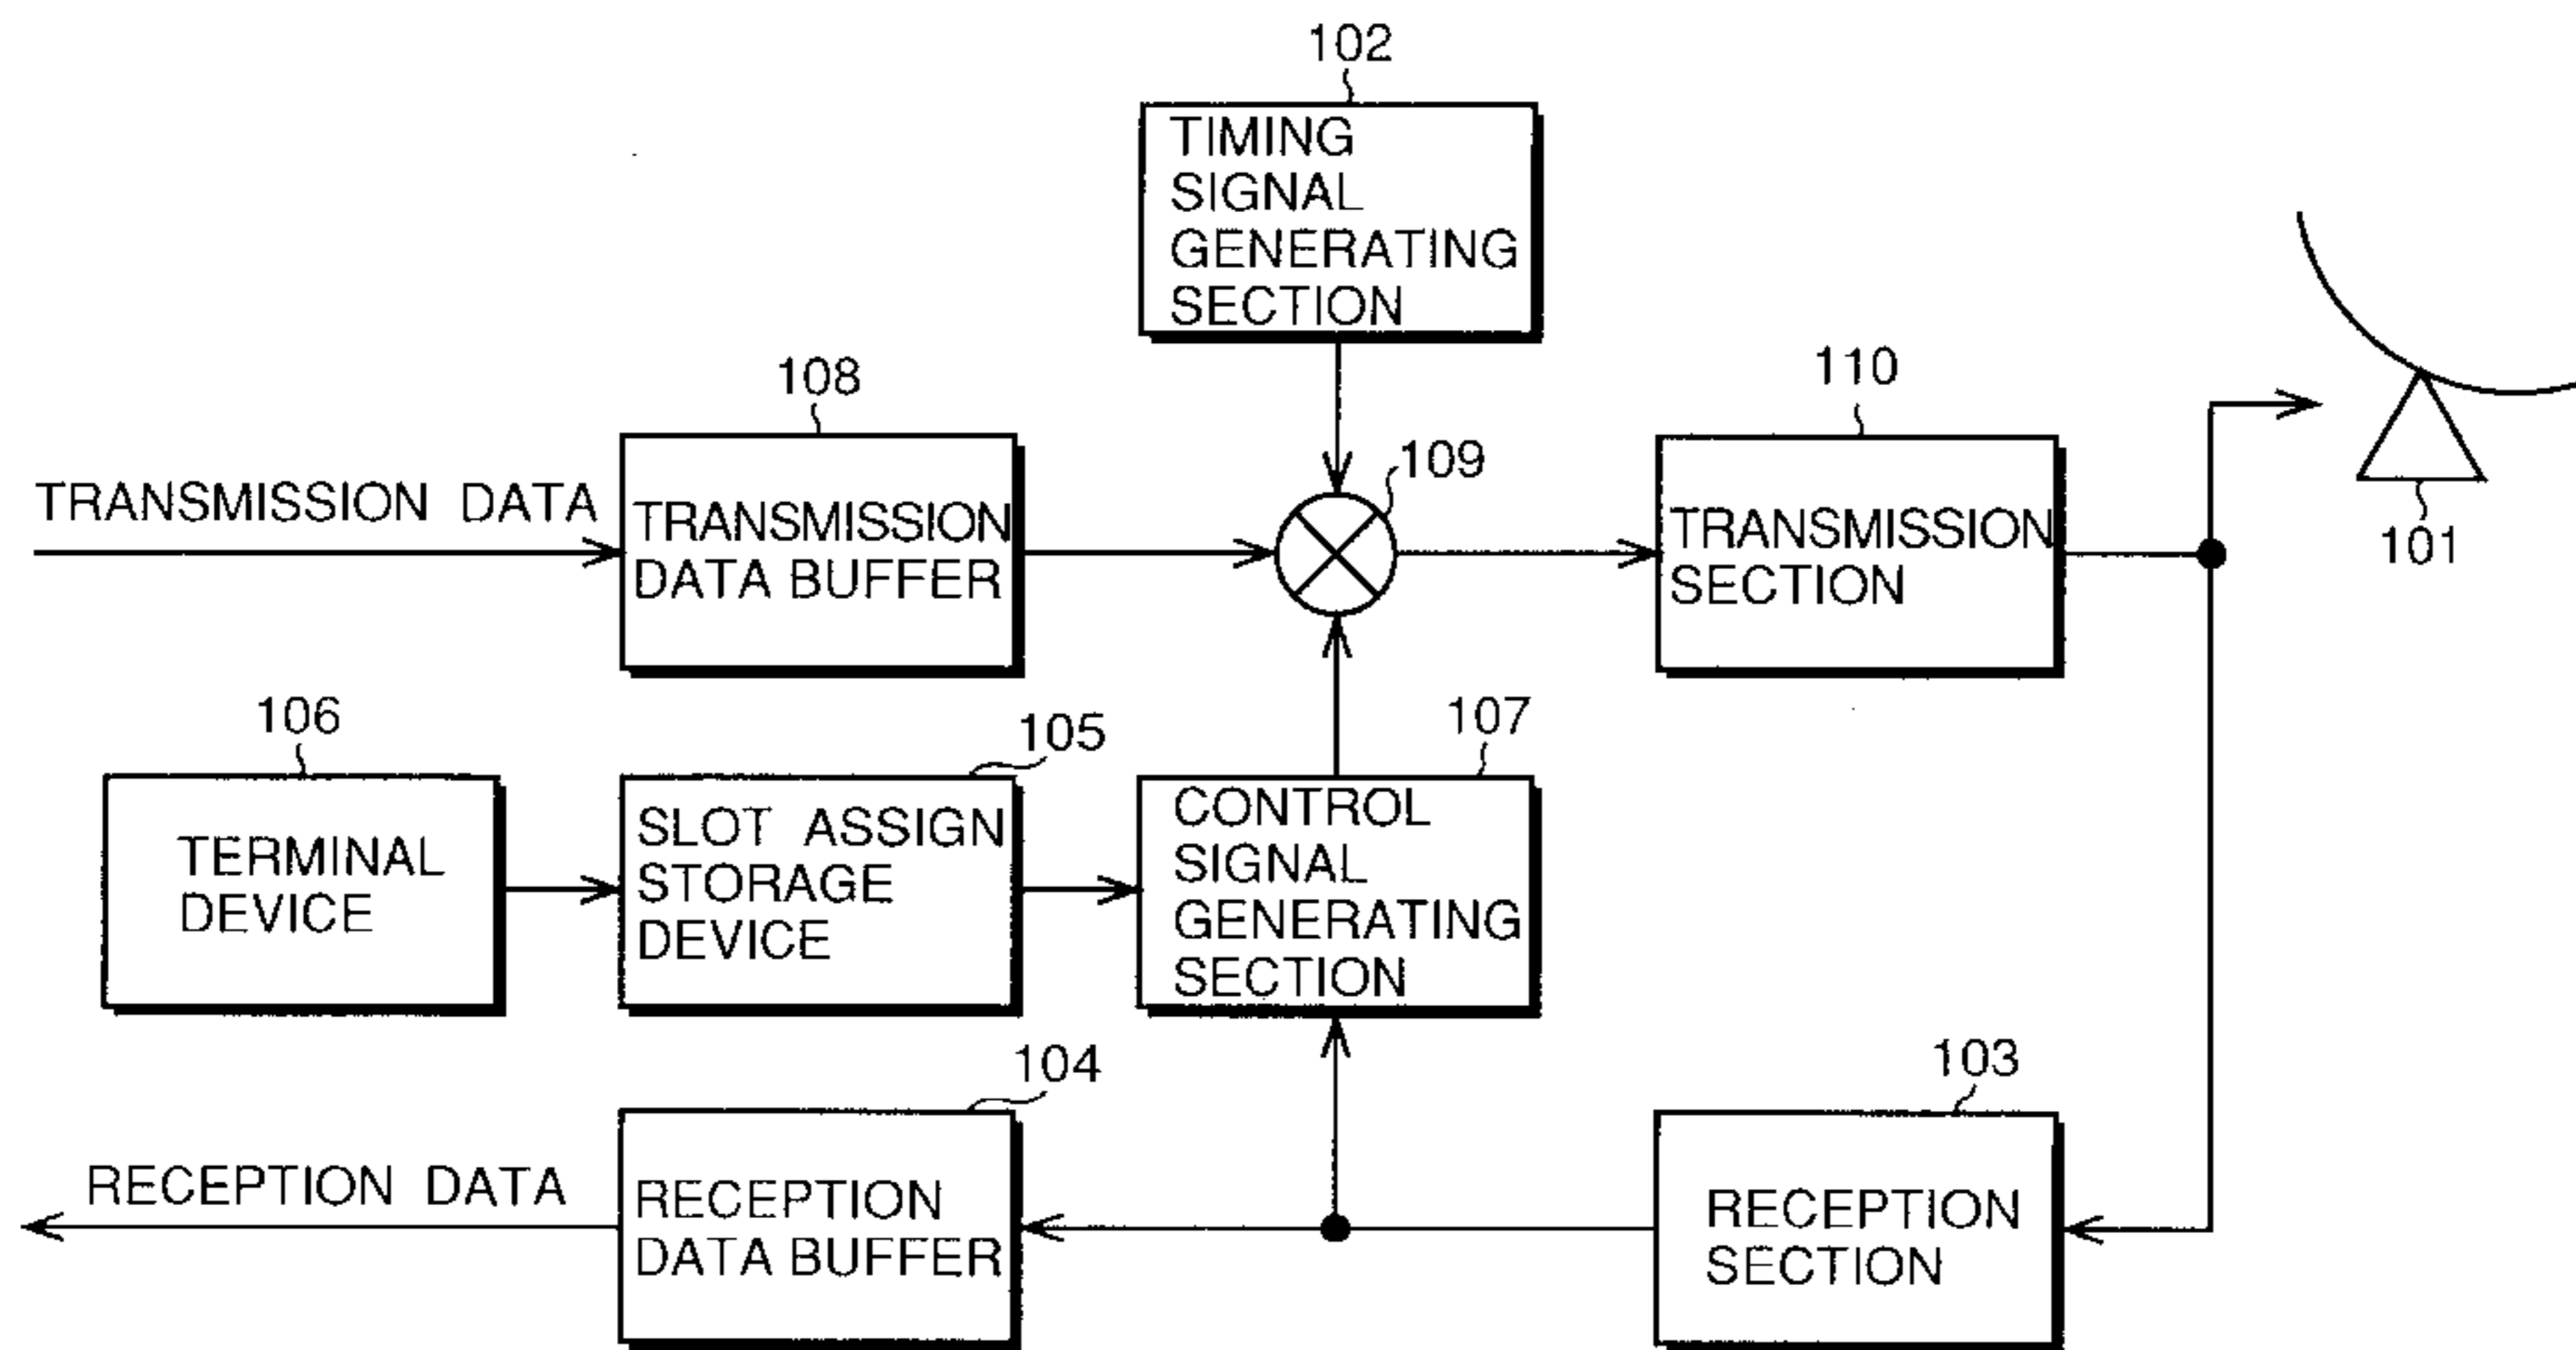 102
TIMING
SIGNAL
GENERATING
SECTION
108
110
109
TRANSMISSION DATA
TRANSMISSION
DATA BUFFER
TRANSMISSION
SECTION
101
106
105
107
TERMINAL
DEVICE
SLOT ASSIGN
STORAGE
DEVICE
CONTROL
SIGNAL
GENERATING
SECTION
104
103
RECEPTION DATA
RECEPTION
DATA BUFFER
RECEPTION
SECTION